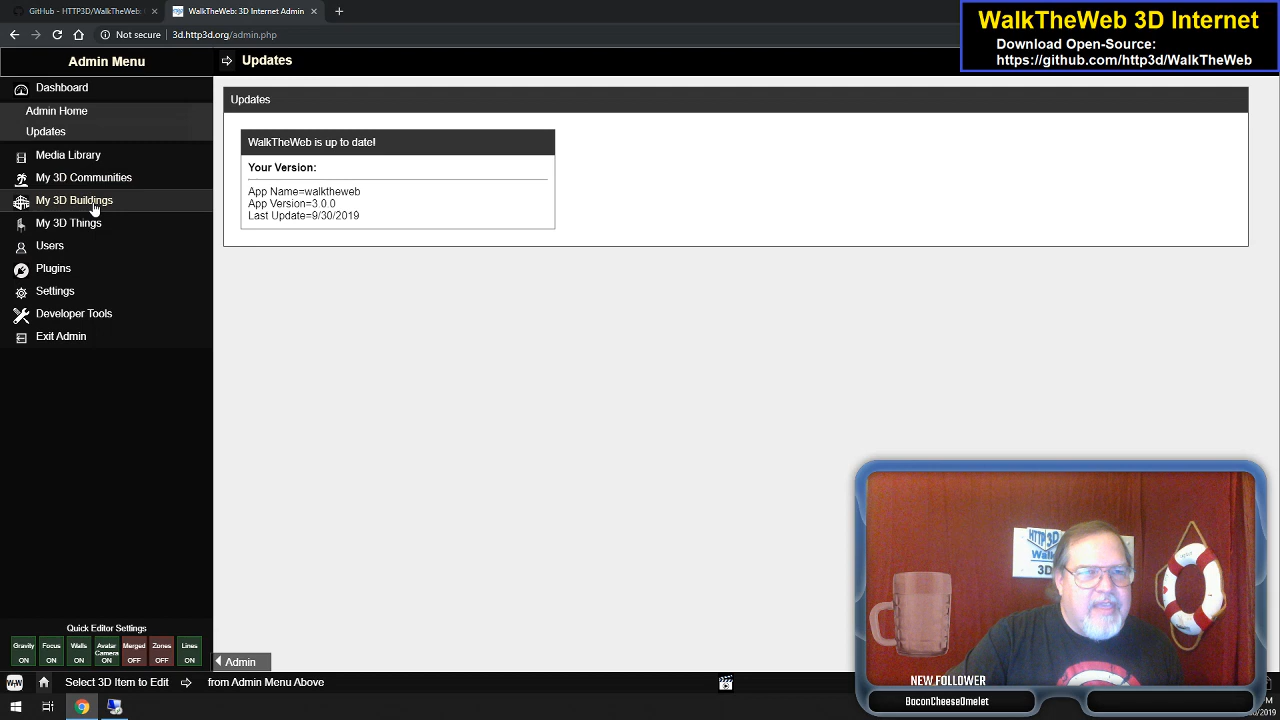 GitHub - HTTP3D/WalkTheWeb:
WalkTheWeb: 3D Internet Admin
Not secure
3d.http3d.org/admin.php
WalkTheWeb 3D Internet
Download Open-Source:
https://github.com/http3d/WalkTheWeb
Admin Menu
Updates
Dashboard
Admin Home
Updates
Media Library
My 3D Communities
My 3D Buildings
My 3D Things
Users
Plugins
Settings
Developer Tools
Exit Admin
Updates
WalkTheWeb is up to date!
Your Version:
App Name=walktheweb
App Version=3.0.0
Last Update=9/30/2019
HTTP3D
Walk
3D
Quick Editor Settings
Gravity ON
Focus ON
Walls ON
Avatar Camera ON
Merged OFF
Zones OFF
Lines ON
Admin
Select 3D Item to Edit
from Admin Menu Above
NEW FOLLOWER
BaconCheeseOmelet